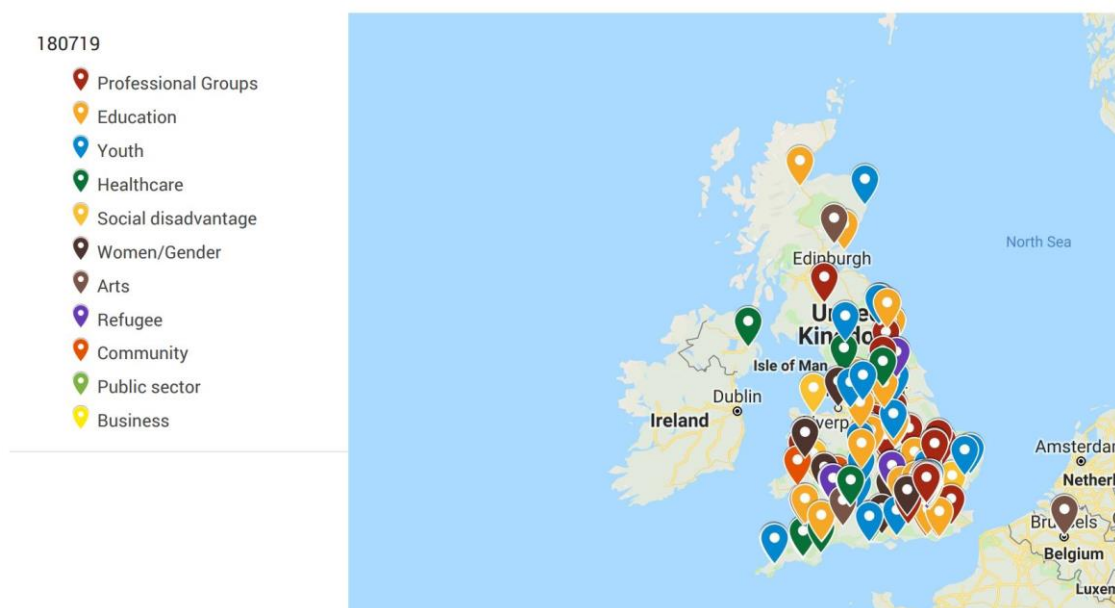 180719
Professional Groups
Education
Youth
Healthcare
Social disadvantage
Women/Gender
Arts
Refugee
Community
Public sector
Business
North Sea
Edinburgh
Isle of Man
Dublin
Ireland
Amsterdam
Belgium